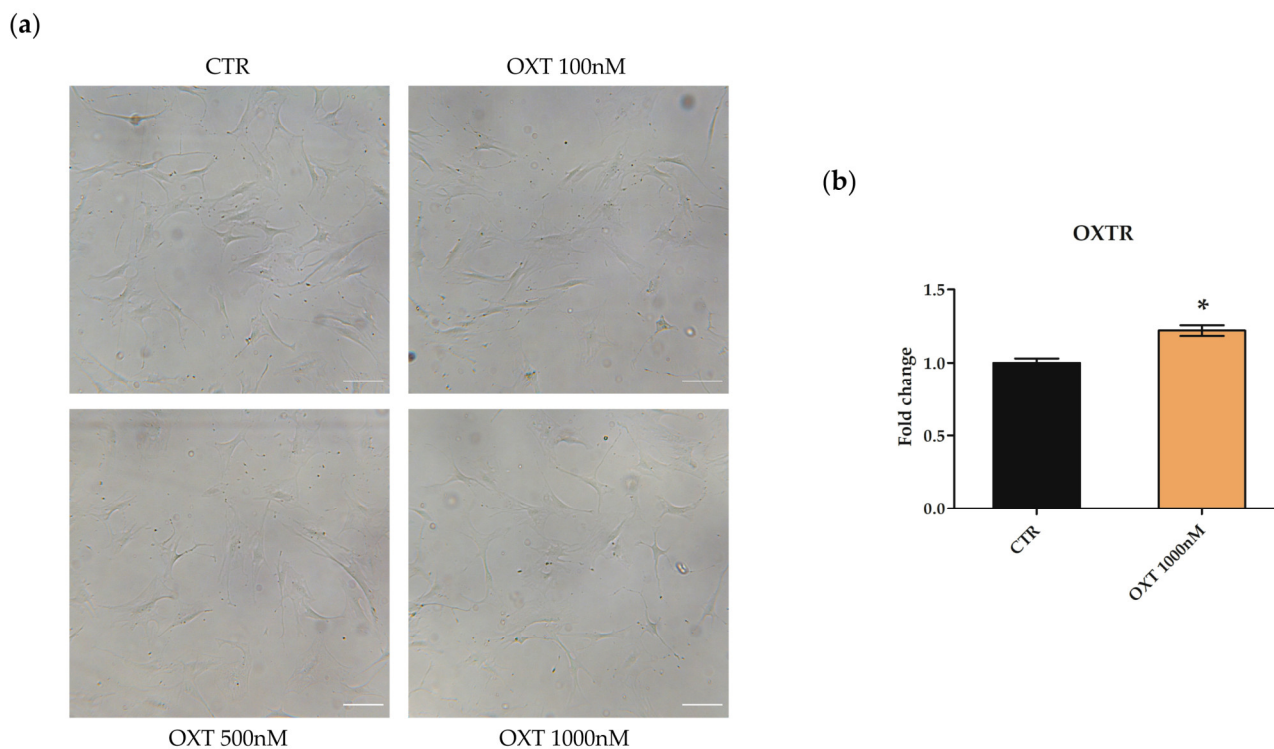 (a)
CTR
OXT 100nM
OXT 500nM
OXT 1000nM
(b)
OXTR
*
Fold change
1.5
1.0
0.5
0.0
CTR
OXT 1000nM